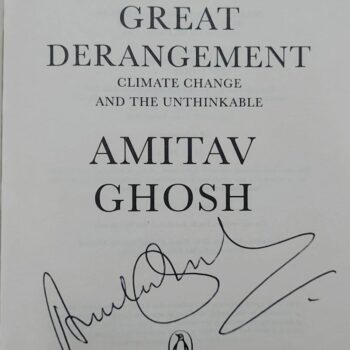 GREAT
DERANGEMENT
CLIMATE CHANGE
AND THE UNTHINKABLE
AMITAV
GHOSH